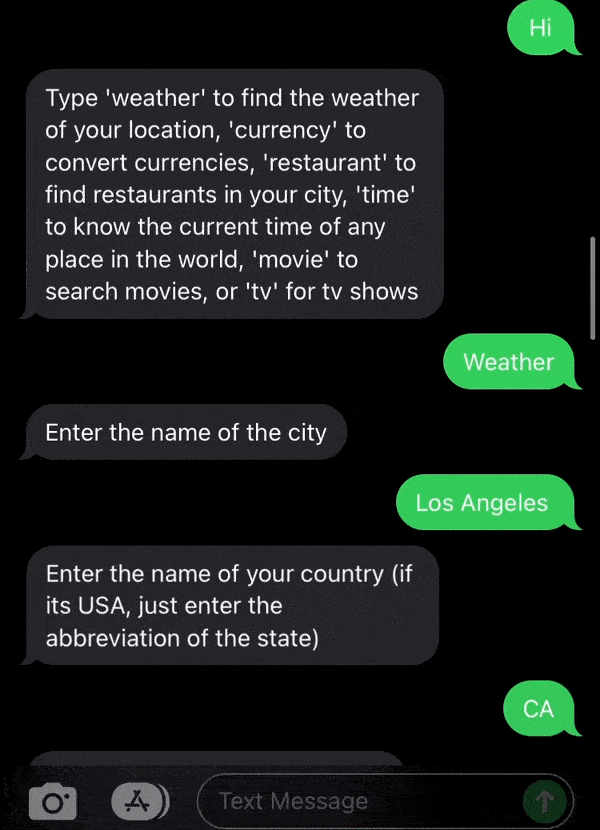 Hi
Type 'weather' to find the weather
of your location, 'currency' to
convert currencies, 'restaurant' to
find restaurants in your city, 'time'
to know the current time of any
place in the world, 'movie' to
search movies, or 'tv' for tv shows
Weather
Enter the name of the city
Los Angeles
Enter the name of your country (if
its USA, just enter the
abbreviation of the state)
CA
Text Message